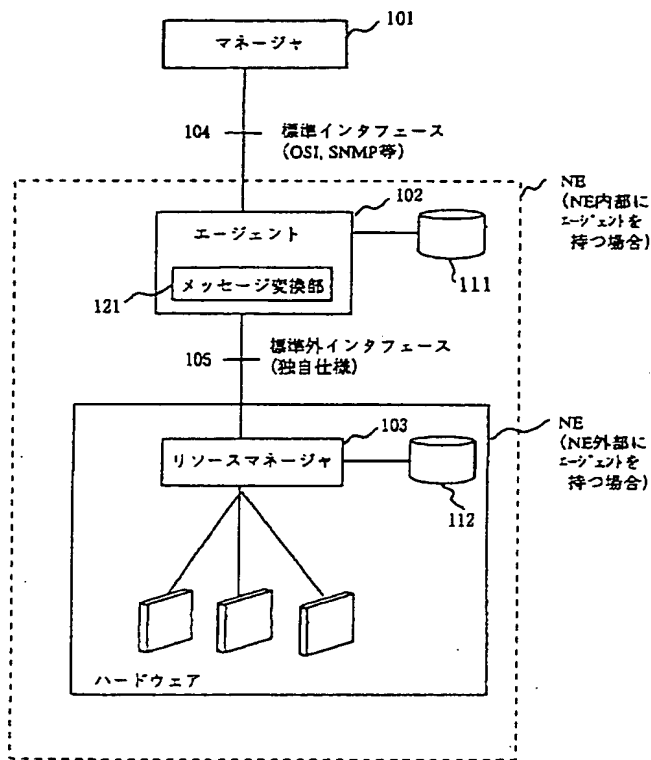 101
マネージャ
104
標準インタフェース
(OSI, SNMP等)
NE
(NE内部に
エージェントを
持つ場合)
102
エージェント
111
121
メッセージ変換部
105
標準外インタフェース
(独自仕様)
NE
(NE外部に
エージェントを
持つ場合)
103
リソースマネージャ
112
ハードウェア